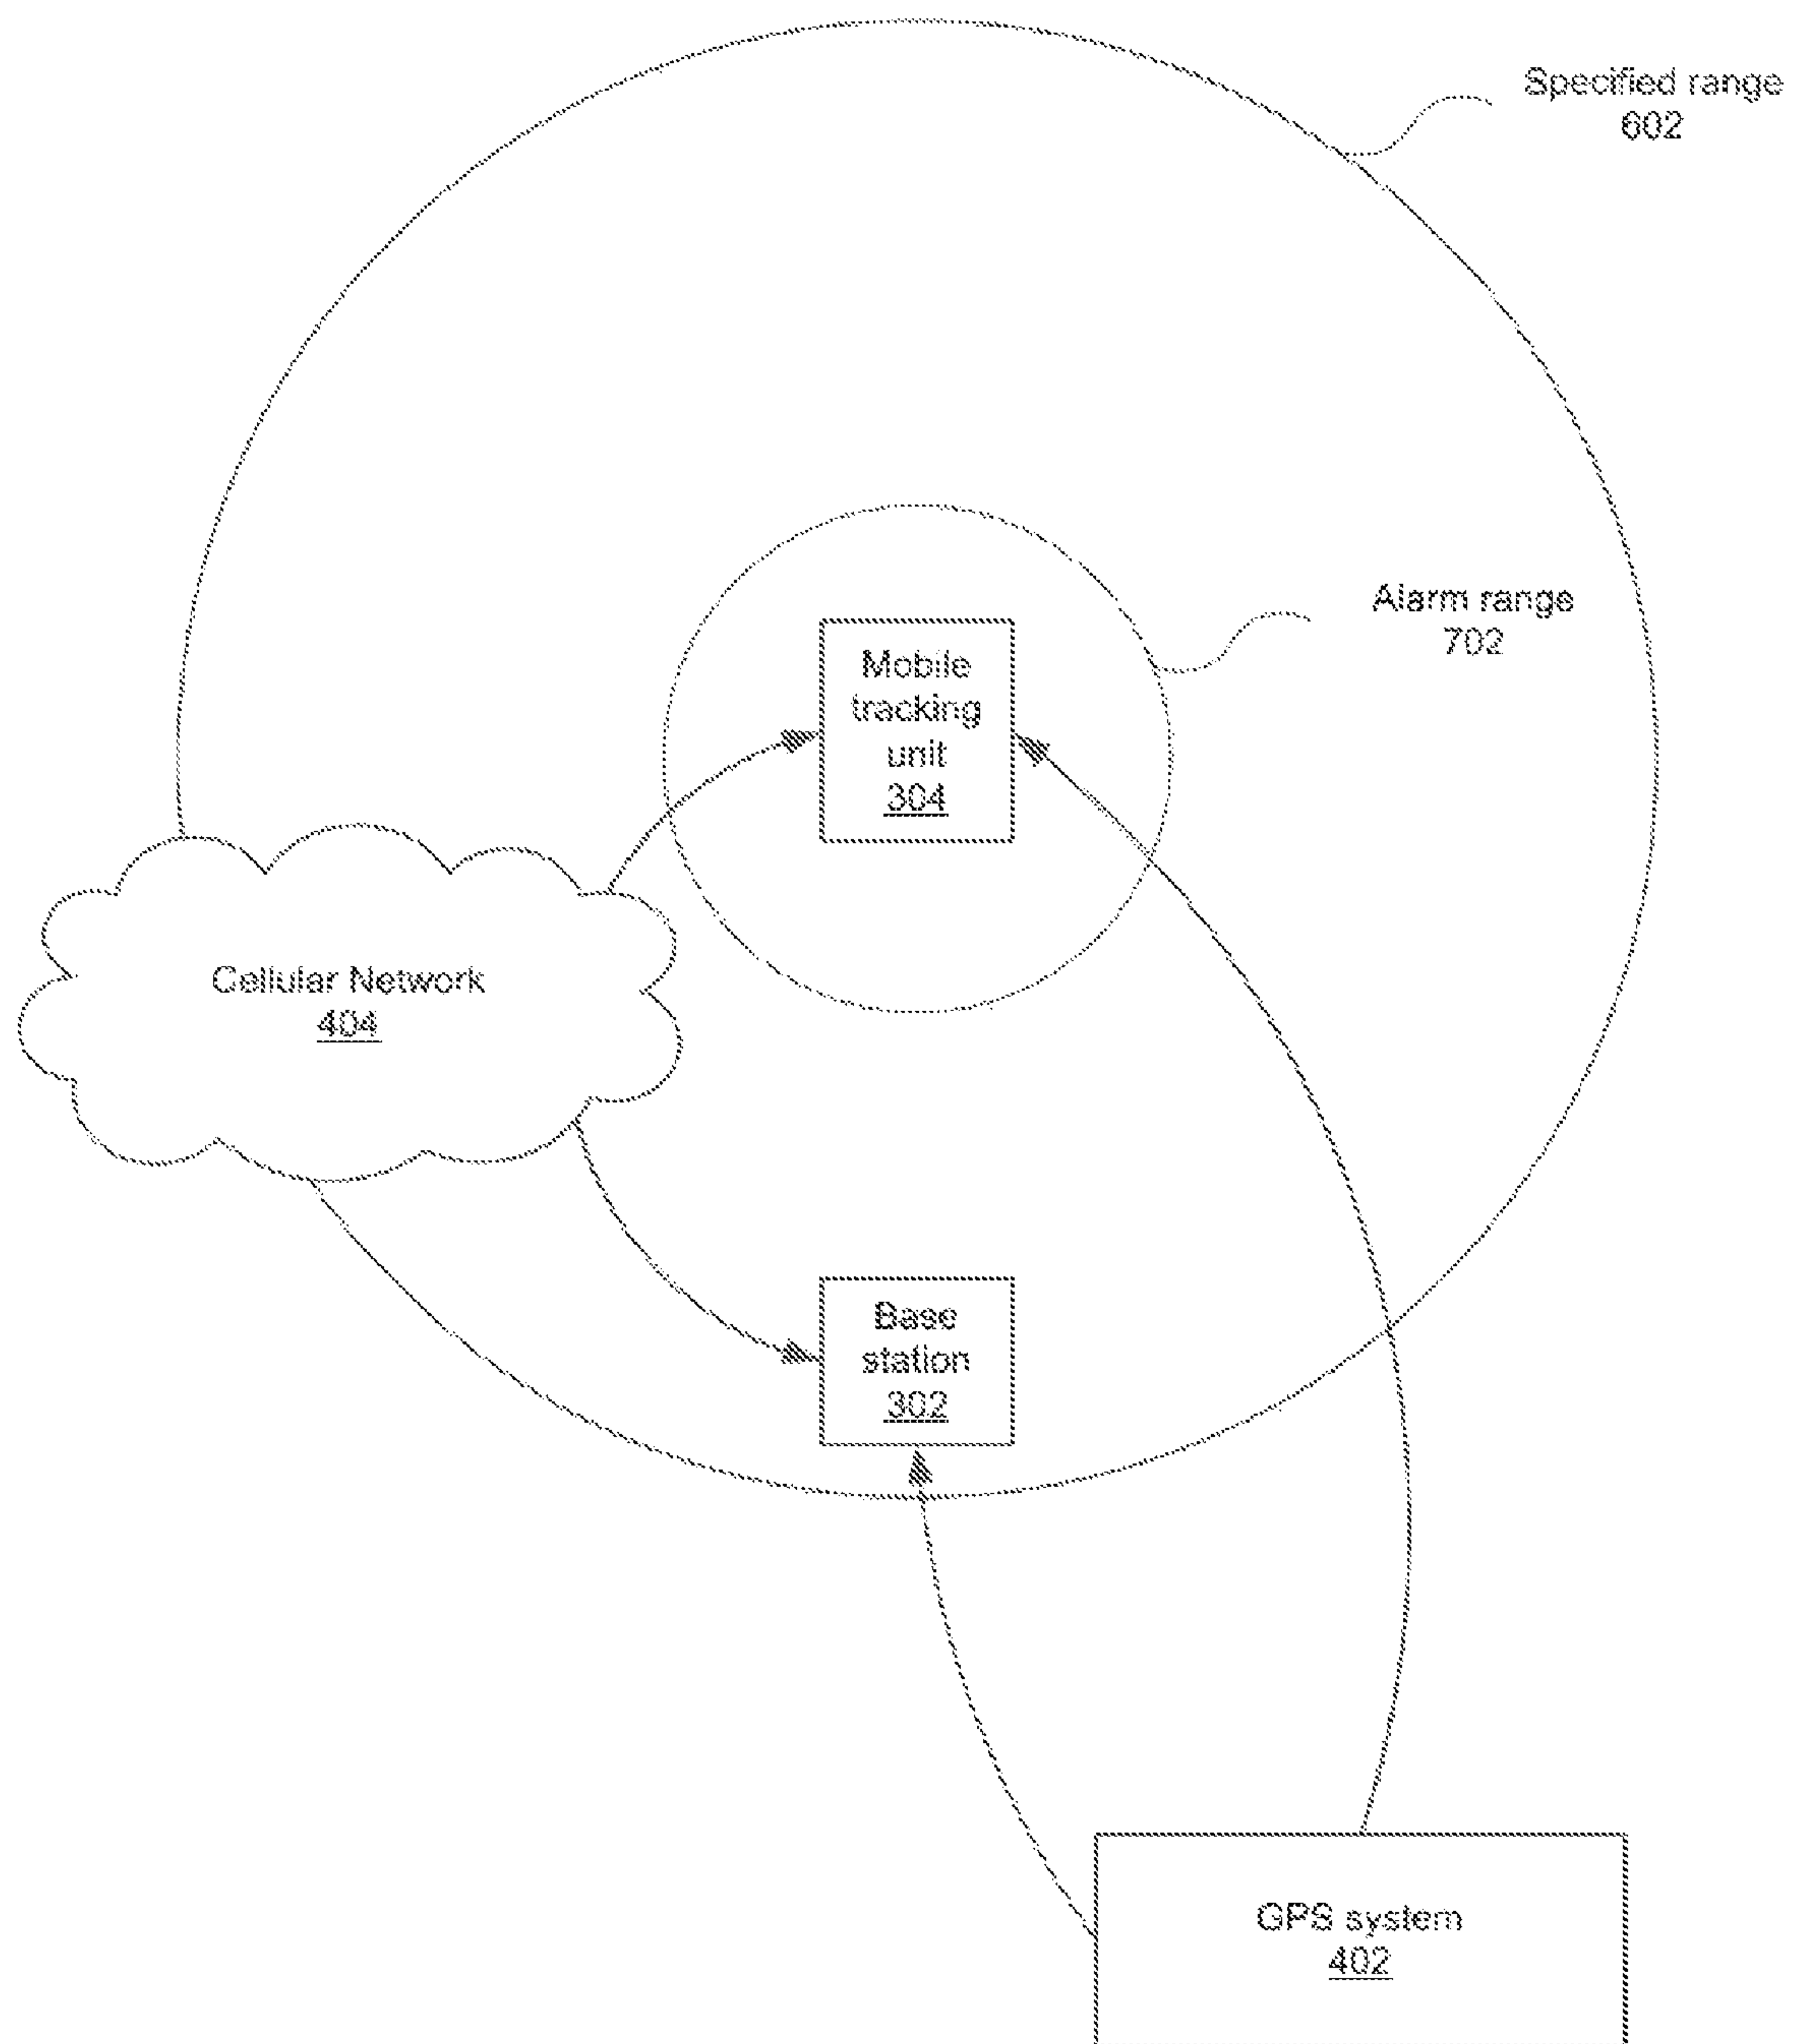 Specified range
602
Alarm range
702
Mobile
tracking
unit
304
Cellular Network
404
Base
station
302
GPS system
402